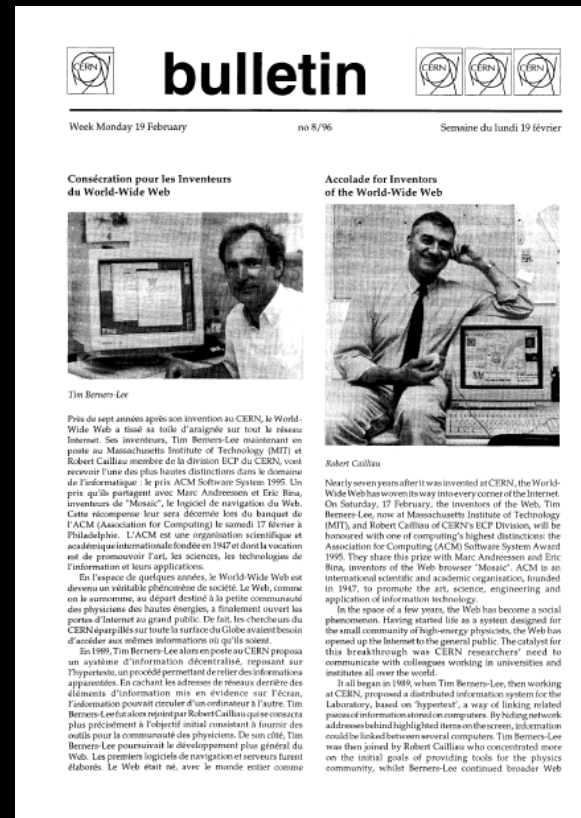 CERN
bulletin
CERN
CERN
CERN
Week Monday 19 February
no 8/96
Semaine du lundi 19 février
Consécration pour les Inventeurs
du World-Wide Web
Tim Berners-Lee
Près de sept années après son invention au CERN, le World-
Wide Web a tissé sa toile d'araignée sur tout le réseau
Internet. Ses inventeurs, Tim Berners-Lee maintenant en
poste au Massachusetts Institute of Technology (MIT) et
Robert Cailliau membre de la division ECP du CERN, vont
recevoir l'une des plus hautes distinctions dans le domaine
de l'informatique : le prix ACM Software System 1995. Un
prix qu'ils partagent avec Marc Andreessen et Eric Bina,
inventeurs de "Mosaic", le logiciel de navigation du Web.
Cette récompense leur sera décernée lors du banquet de
l'ACM (Association for Computing) le samedi 17 février à
Philadelphie. L'ACM est une organisation scientifique et
académique internationale fondée en 1947 et dont la vocation
est de promouvoir l'art, les sciences, les technologies de
l'information et leurs applications.
En l'espace de quelques années, le World-Wide Web est
devenu un véritable phénomène de société. Le Web, comme
on le surnomme, au départ destiné à la petite communauté
des physiciens des hautes énergies, a finalement ouvert les
portes d'Internet au grand public. De fait, les chercheurs du
CERN éparpillés sur toute la surface du Globe avaient besoin
d'accéder aux mêmes informations où qu'ils soient.
En 1989, Tim Berners-Lee alors en poste au CERN proposa
un système d'information décentralisé, reposant sur
l'hypertexte, un procédé permettant de relier des informations
apparentées. En cachant les adresses de réseaux derrière des
éléments d'information mis en évidence sur l'écran,
l'information pouvait circuler d'un ordinateur à l'autre. Tim
Berners-Lee fut alors rejoint par Robert Cailliau qui se consacra
plus précisément à l'objectif initial consistant à fournir des
outils pour la communauté des physiciens. De son côté, Tim
Berners-Lee poursuivait le développement plus général du
Web. Les premiers logiciels de navigation et serveurs furent
élaborés. Le Web était né, avec le monde entier comme
Accolade for Inventors
of the World-Wide Web
Robert Cailliau
Nearly seven years after it was invented at CERN, the World-
Wide Web has woven its way into every corner of the Internet.
On Saturday, 17 February, the inventors of the Web, Tim
Berners-Lee, now at Massachusetts Institute of Technology
(MIT), and Robert Cailliau of CERN's ECP Division, will be
honoured with one of computing's highest distinctions: the
Association for Computing (ACM) Software System Award
1995. They share this prize with Marc Andreessen and Eric
Bina, inventors of the Web browser "Mosaic". ACM is an
international scientific and academic organisation, founded
in 1947, to promote the art, science, engineering and
application of information technology.
In the space of a few years, the Web has become a social
phenomenon. Having started life as a system designed for
the small community of high-energy physicists, the Web has
opened up the Internet to the general public. The catalyst for
this breakthrough was CERN researchers' need to
communicate with colleagues working in universities and
institutes all over the world.
It all began in 1989, when Tim Berners-Lee, then working
at CERN, proposed a distributed information system for the
Laboratory, based on 'hypertext', a way of linking related
pieces of information stored on computers. By hiding network
addresses behind highlighted items on the screen, information
could be linked between several computers. Tim Berners-Lee
was then joined by Robert Cailliau who concentrated more
on the initial goals of providing tools for the physics
community, whilst Berners-Lee continued broader Web